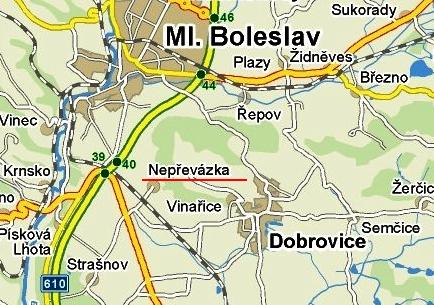 46
Sukorady
Ml. Boleslav
Plazy
Židněves
Březno
44
Řepov
Vinec
39
40
Krnsko
Nepřevázka
Žerčic
Vinařice
Semčice
Písková
Lhota
Dobrovice
Strašnov
610